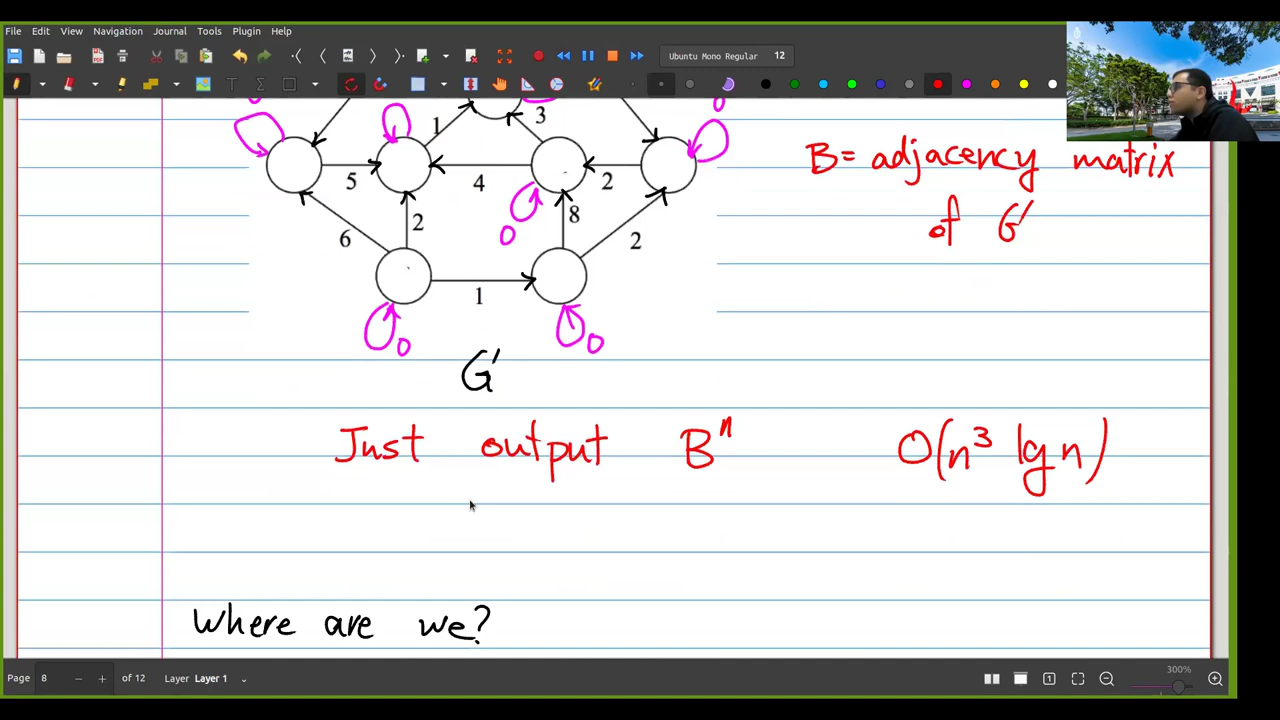 File Edit View Navigation Journal Tools Plugin Help
Ubuntu Mono Regular 12
1 3
5 4 2
B= adjacency matrix
of G'
2 8
6 2
0
1
0 0
G'
Just output Bⁿ O(n³ lg n)
Where are we?
Page 8 of 12 Layer Layer 1 300%